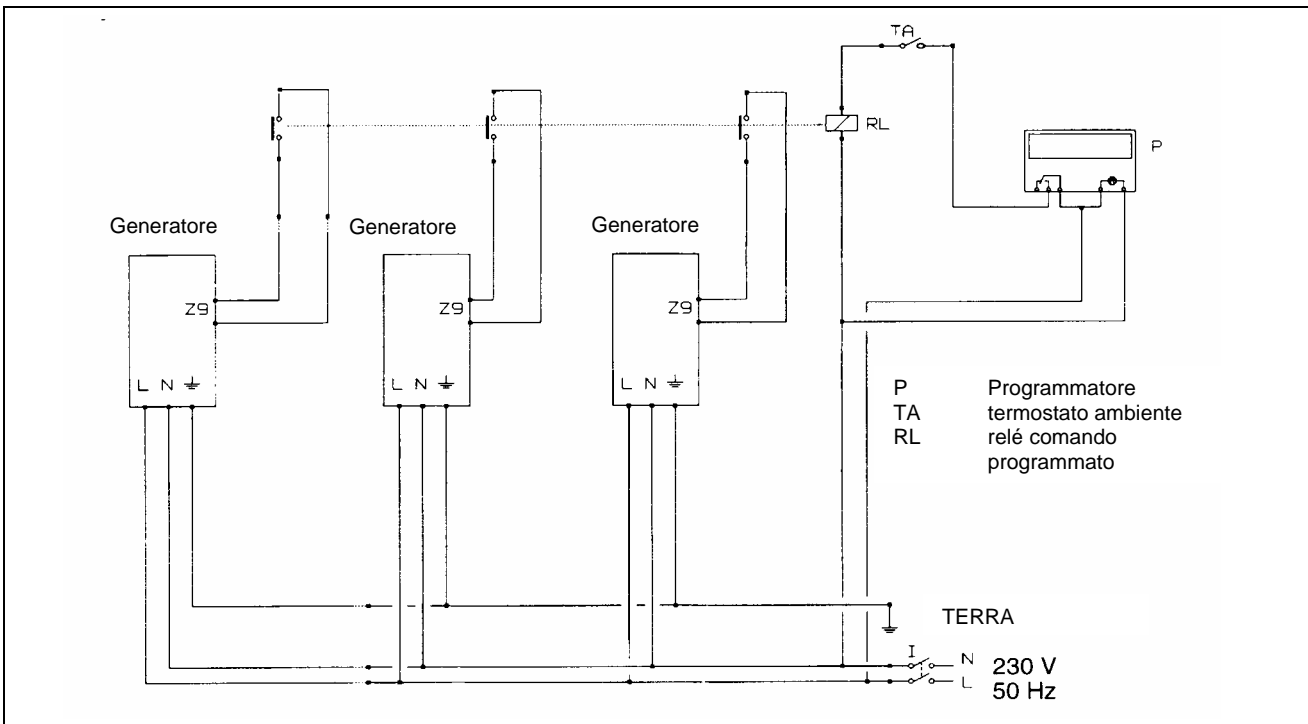 TA
RL
P
Generatore
Generatore
Generatore
Z9
Z9
Z9
L N
L N
L N
P Programmatore
TA termostato ambiente
RL relé comando
programmato
TERRA
I
N
L
230 V
50 Hz